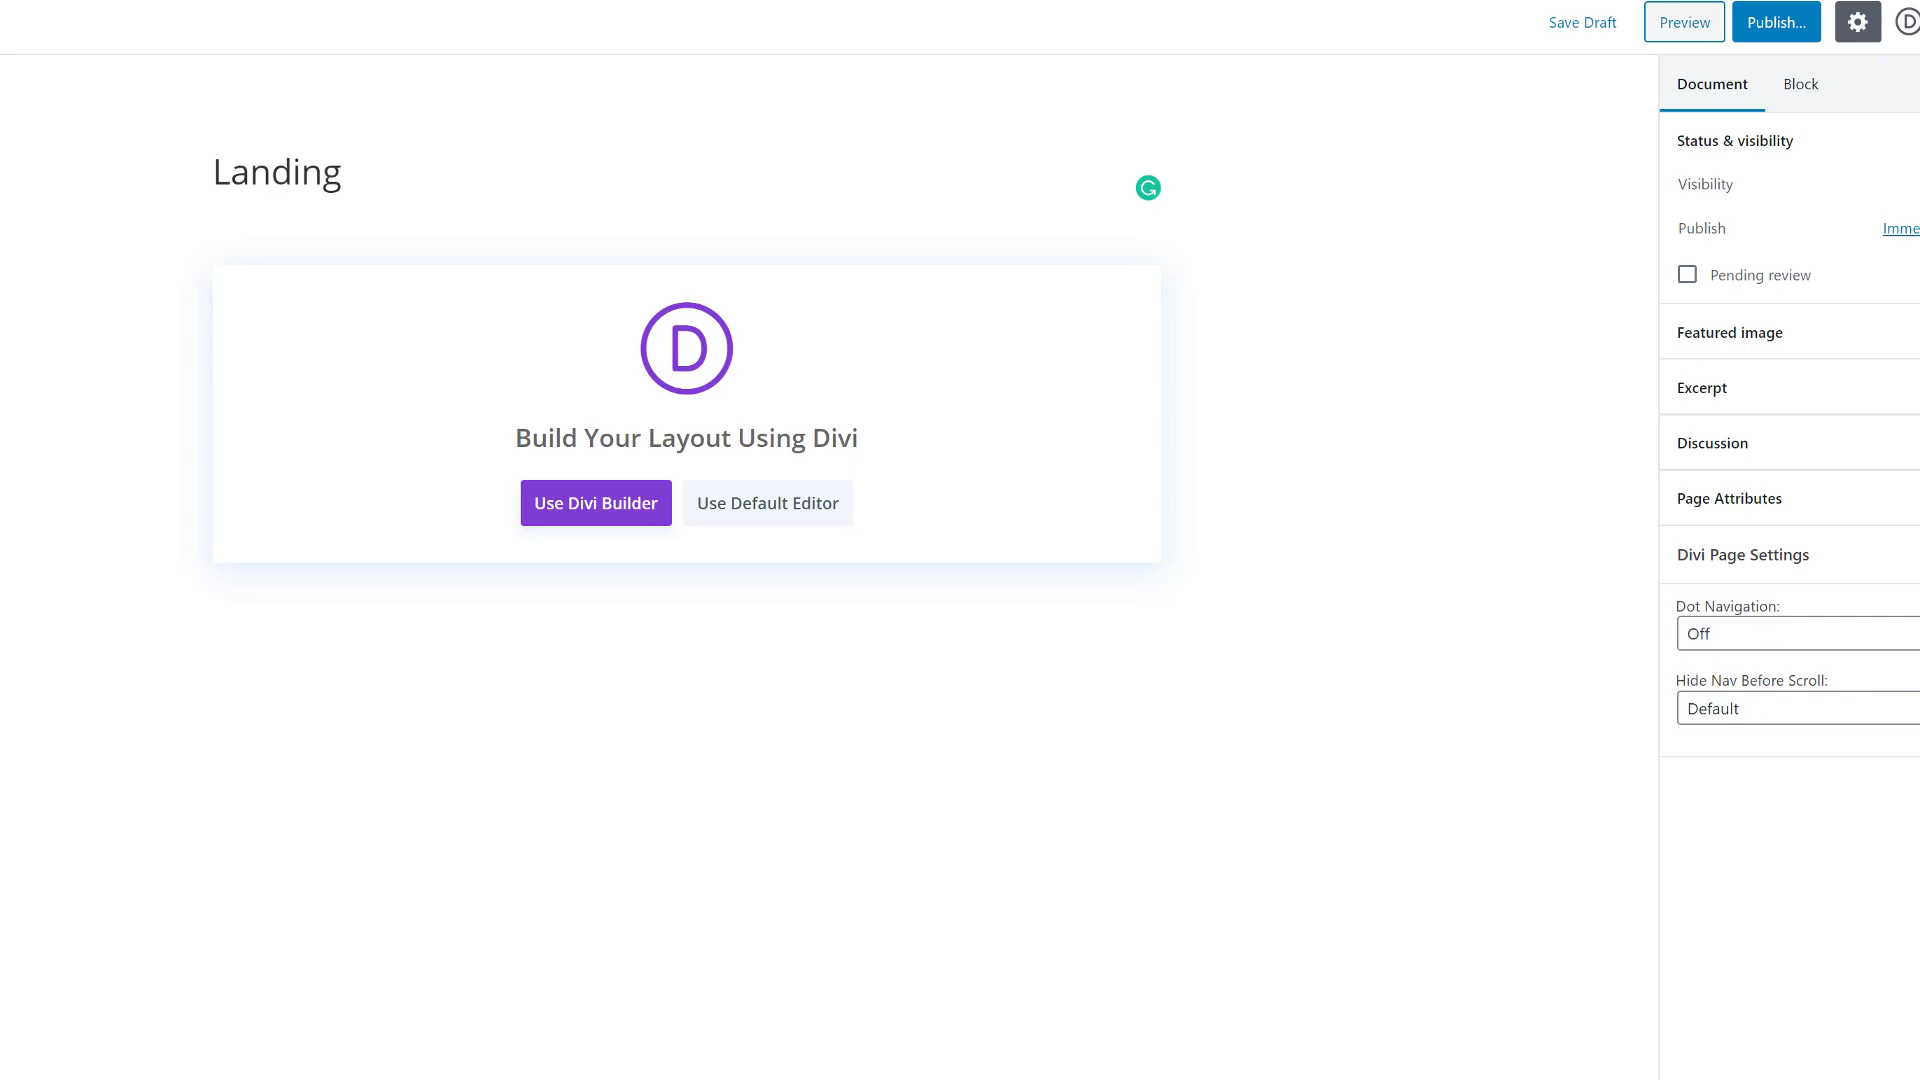 Save Draft
Preview
Publish...
D
Document
Block
Status & visibility
Landing
Visibility
Publish
Imme
Pending review
Featured image
D
Excerpt
Build Your Layout Using Divi
Discussion
Use Divi Builder
Use Default Editor
Page Attributes
Divi Page Settings
Dot Navigation:
Off
Hide Nav Before Scroll:
Default